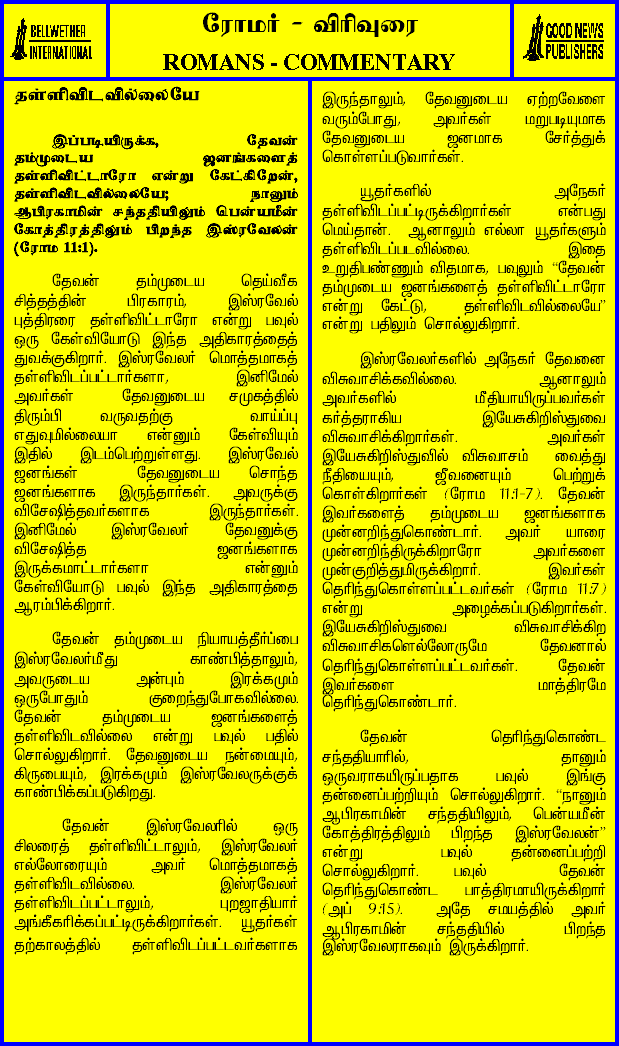 BELLWETHER
INTERNATIONAL
ரோமர் - விரிவுரை
ROMANS - COMMENTARY
GOOD NEWS
PUBLISHERS
தள்ளிவிடவில்லையே
இப்படியிருக்க, தேவன்
தம்முடைய ஜனங்களைத்
தள்ளிவிட்டாரோ என்று கேட்கிறேன்,
தள்ளிவிடவில்லையே; நானும்
ஆபிரகாமின் சந்ததியிலும் பென்யமீன்
கோத்திரத்திலும் பிறந்த இஸ்ரவேலன்
(ரோம 11:1).
தேவன் தம்முடைய தெய்வீக
சித்தத்தின் பிரகாரம், இஸ்ரவேல்
புத்திரரை தள்ளிவிட்டாரோ என்று பவுல்
ஒரு கேள்வியோடு இந்த அதிகாரத்தைத்
துவக்குகிறார். இஸ்ரவேலர் மொத்தமாகத்
தள்ளிவிடப்பட்டார்களா, இனிமேல்
அவர்கள் தேவனுடைய சமுகத்தில்
திரும்பி வருவதற்கு வாய்ப்பு
எதுவுமில்லையா என்னும் கேள்வியும்
இதில் இடம்பெற்றுள்ளது. இஸ்ரவேல்
ஜனங்கள் தேவனுடைய சொந்த
ஜனங்களாக இருந்தார்கள். அவருக்கு
விசேஷித்தவர்களாக இருந்தார்கள்.
இனிமேல் இஸ்ரவேலர் தேவனுக்கு
விசேஷித்த ஜனங்களாக
இருக்கமாட்டார்களா என்னும்
கேள்வியோடு பவுல் இந்த அதிகாரத்தை
ஆரம்பிக்கிறார்.
தேவன் தம்முடைய நியாயத்தீர்ப்பை
இஸ்ரவேலர்மீது காண்பித்தாலும்,
அவருடைய அன்பும் இரக்கமும்
ஒருபோதும் குறைந்துபோகவில்லை.
தேவன் தம்முடைய ஜனங்களைத்
தள்ளிவிடவில்லை என்று பவுல் பதில்
சொல்லுகிறார். தேவனுடைய நன்மையும்,
கிருபையும், இரக்கமும் இஸ்ரவேலருக்குக்
காண்பிக்கப்படுகிறது.
தேவன் இஸ்ரவேலரில் ஒரு
சிலரைத் தள்ளிவிட்டாலும், இஸ்ரவேலர்
எல்லோரையும் அவர் மொத்தமாகத்
தள்ளிவிடவில்லை. இஸ்ரவேலர்
தள்ளிவிடப்பட்டாலும், புறஜாதியார்
அங்கீகரிக்கப்பட்டிருக்கிறார்கள். யூதர்கள்
தற்காலத்தில் தள்ளிவிடப்பட்டவர்களாக
இருந்தாலும், தேவனுடைய ஏற்றவேளை
வரும்போது, அவர்கள் மறுபடியுமாக
தேவனுடைய ஜனமாக சேர்த்துக்
கொள்ளப்படுவார்கள்.
யூதர்களில் அநேகர்
தள்ளிவிடப்பட்டிருக்கிறார்கள் என்பது
மெய்தான். ஆனாலும் எல்லா யூதர்களும்
தள்ளிவிடப்படவில்லை. இதை
உறுதிபண்ணும் விதமாக, பவுலும் “தேவன்
தம்முடைய ஜனங்களைத் தள்ளிவிட்டாரோ
என்று கேட்டு, தள்ளிவிடவில்லையே”
என்று பதிலும் சொல்லுகிறார்.
இஸ்ரவேலர்களில் அநேகர் தேவனை
விசுவாசிக்கவில்லை. ஆனாலும்
அவர்களில் மீதியாயிருப்பவர்கள்
கர்த்தராகிய இயேசுகிறிஸ்துவை
விசுவாசிக்கிறார்கள். அவர்கள்
இயேசுகிறிஸ்துவில் விசுவாசம் வைத்து
நீதியையும், ஜீவனையும் பெற்றுக்
கொள்கிறார்கள் (ரோம 11:1-7). தேவன்
இவர்களைத் தம்முடைய ஜனங்களாக
முன்னறிந்துகொண்டார். அவர் யாரை
முன்னறிந்திருக்கிறாரோ அவர்களை
முன்குறித்துமிருக்கிறார். இவர்கள்
தெரிந்துகொள்ளப்பட்டவர்கள் (ரோம 11:7)
என்று அழைக்கப்படுகிறார்கள்.
இயேசுகிறிஸ்துவை விசுவாசிக்கிற
விசுவாசிகளெல்லோருமே தேவனால்
தெரிந்துகொள்ளப்பட்டவர்கள். தேவன்
இவர்களை மாத்திரமே
தெரிந்துகொண்டார்.
தேவன் தெரிந்துகொண்ட
சந்ததியாரில், தானும்
ஒருவராகயிருப்பதாக பவுல் இங்கு
தன்னைப்பற்றியும் சொல்லுகிறார். “நானும்
ஆபிரகாமின் சந்ததியிலும், பென்யமீன்
கோத்திரத்திலும் பிறந்த இஸ்ரவேலன்”
என்று பவுல் தன்னைப்பற்றி
சொல்லுகிறார். பவுல் தேவன்
தெரிந்துகொண்ட பாத்திரமாயிருக்கிறார்
(அப் 9:15). அதே சமயத்தில் அவர்
ஆபிரகாமின் சந்ததியில் பிறந்த
இஸ்ரவேலராகவும் இருக்கிறார்.